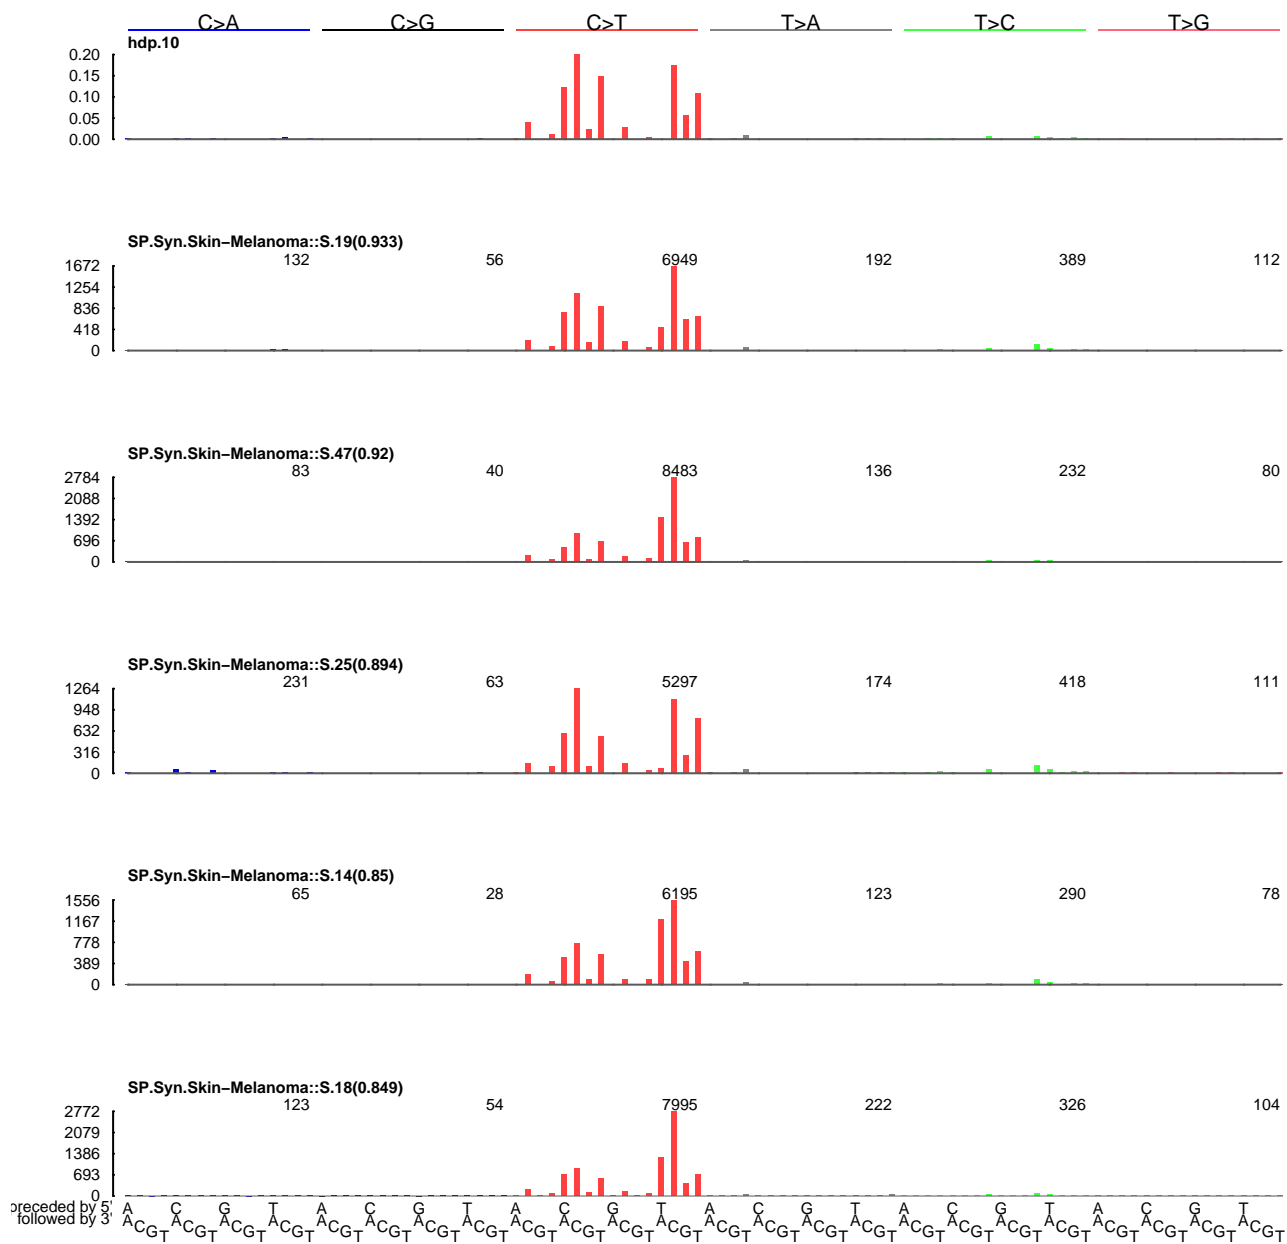 C>A C>G C>T T>A T>C T>G
hdp.10
0.20
0.15
0.10
0.05
0.00
SP.Syn.Skin−Melanoma::S.19(0.933)
132 56 6949 192 389 112
1672
1254
836
418
0
SP.Syn.Skin−Melanoma::S.47(0.92)
83 40 8483 136 232 80
2784
2088
1392
696
0
SP.Syn.Skin−Melanoma::S.25(0.894)
231 63 5297 174 418 111
1264
948
632
316
0
SP.Syn.Skin−Melanoma::S.14(0.85)
65 28 6195 123 290 78
1556
1167
778
389
0
SP.Syn.Skin−Melanoma::S.18(0.849)
123 54 7995 222 326 104
2772
2079
1386
693
0
preceded by 5' A C G T A C G T A C G T A C G T A C G T A C G T
followed by 3' A C G T A C G T A C G T A C G T A C G T A C G T A C G T A C G T A C G T A C G T A C G T A C G T A C G T A C G T A C G T A C G T A C G T A C G T A C G T A C G T A C G T A C G T A C G T A C G T